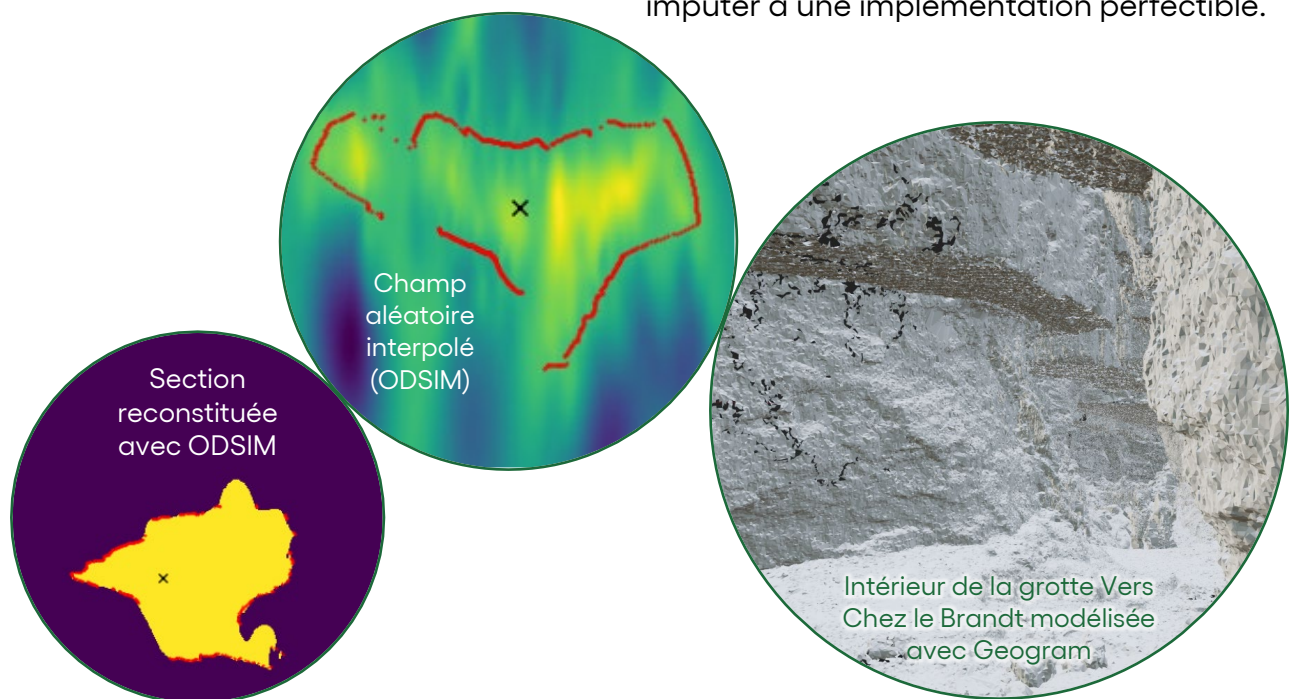 imputer à une implémentation perfectible.
Champ
aléatoire
interpolé
(ODSIM)
Section
reconstituée
avec ODSIM
Intérieur de la grotte Vers
Chez le Brandt modélisée
avec Geogram